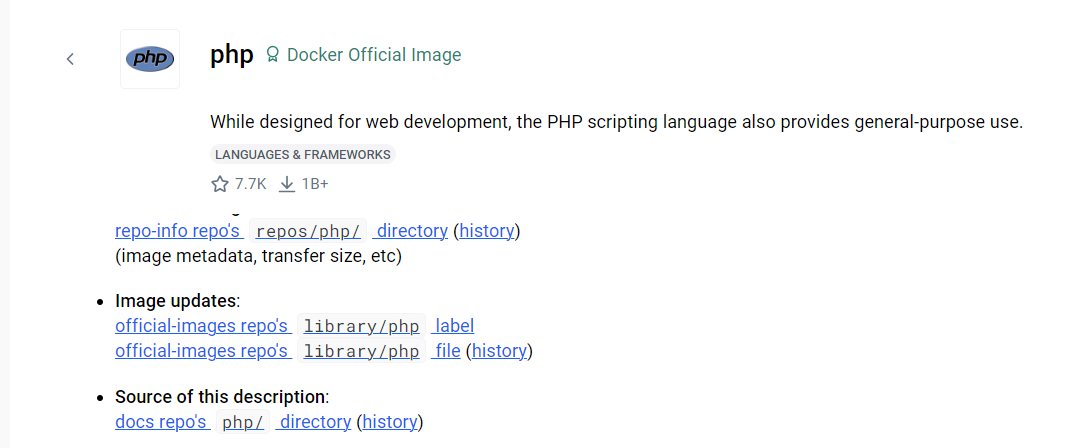 php
php Docker Official Image
While designed for web development, the PHP scripting language also provides general-purpose use.
LANGUAGES & FRAMEWORKS
7.7K 1B+
repo-info repo's repos/php/ directory (history)
(image metadata, transfer size, etc)
• Image updates:
official-images repo's library/php label
official-images repo's library/php file (history)
• Source of this description:
docs repo's php/ directory (history)